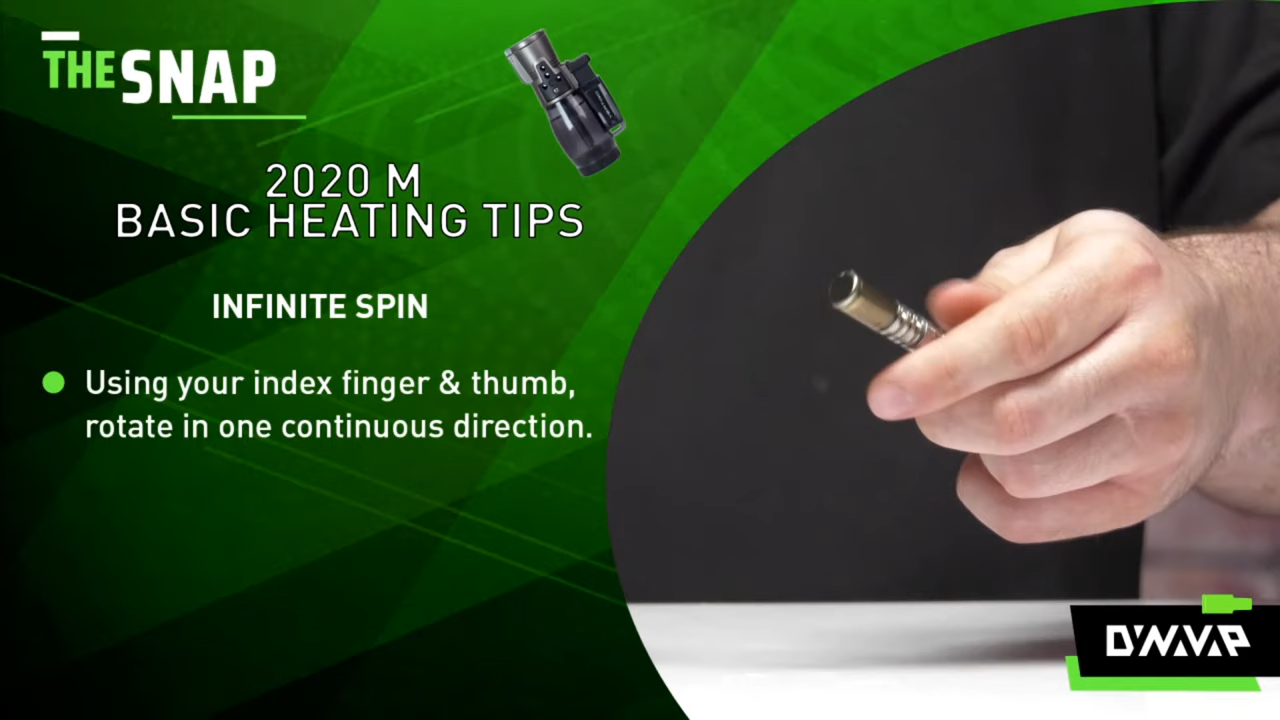 THE SNAP
2020 M
BASIC HEATING TIPS
INFINITE SPIN
Using your index finger & thumb,
rotate in one continuous direction.
DYNAVAP